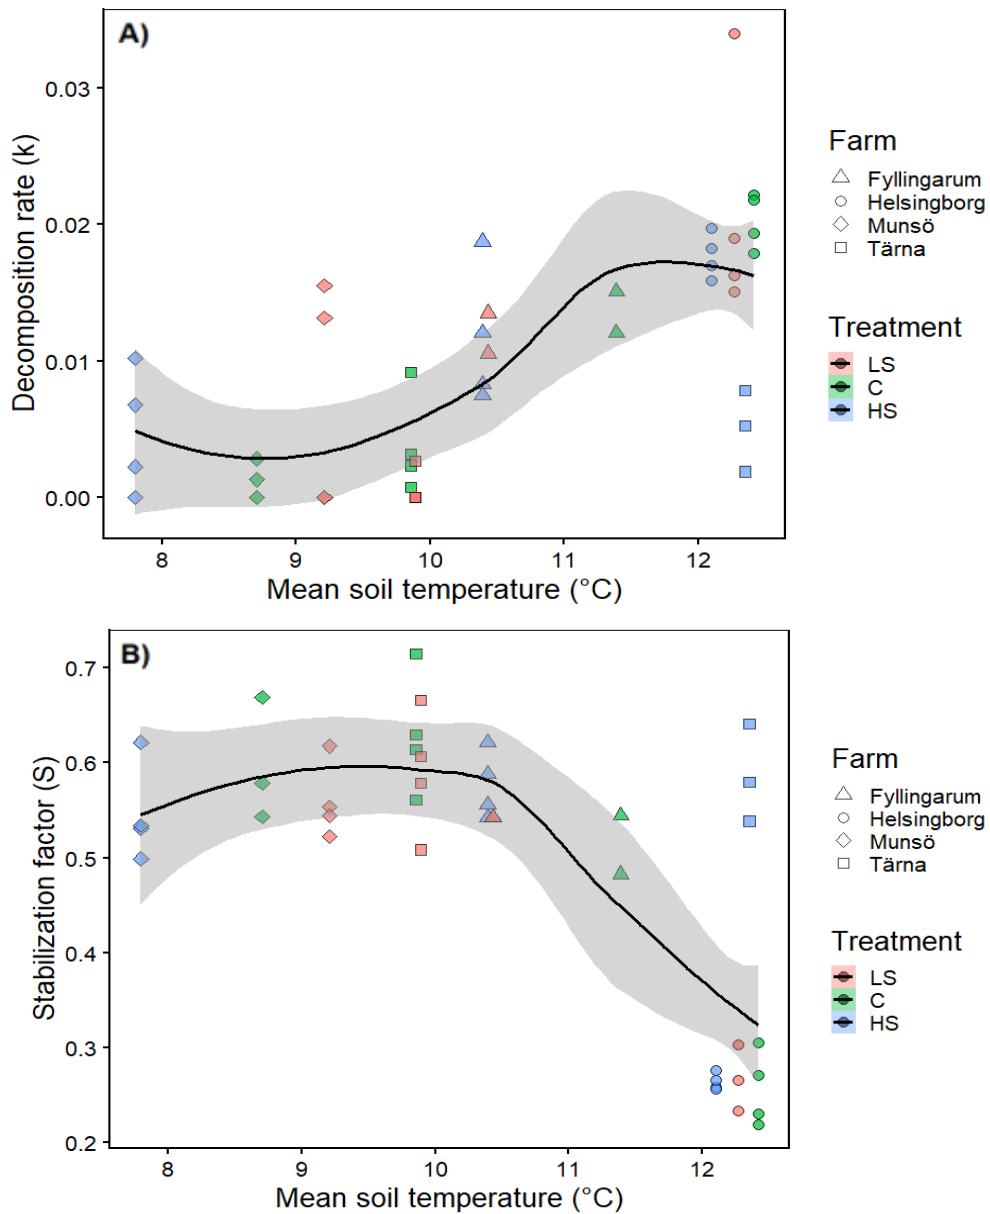 A)
0.03
0.02
0.01
0.00
Decomposition rate (k)
8 9 10 11 12
Mean soil temperature (°C)
Farm
Fyllingarum
Helsingborg
Munsö
Tärna
Treatment
LS
C
HS
B)
0.7
0.6
0.5
0.4
0.3
0.2
Stabilization factor (S)
8 9 10 11 12
Mean soil temperature (°C)
Farm
Fyllingarum
Helsingborg
Munsö
Tärna
Treatment
LS
C
HS